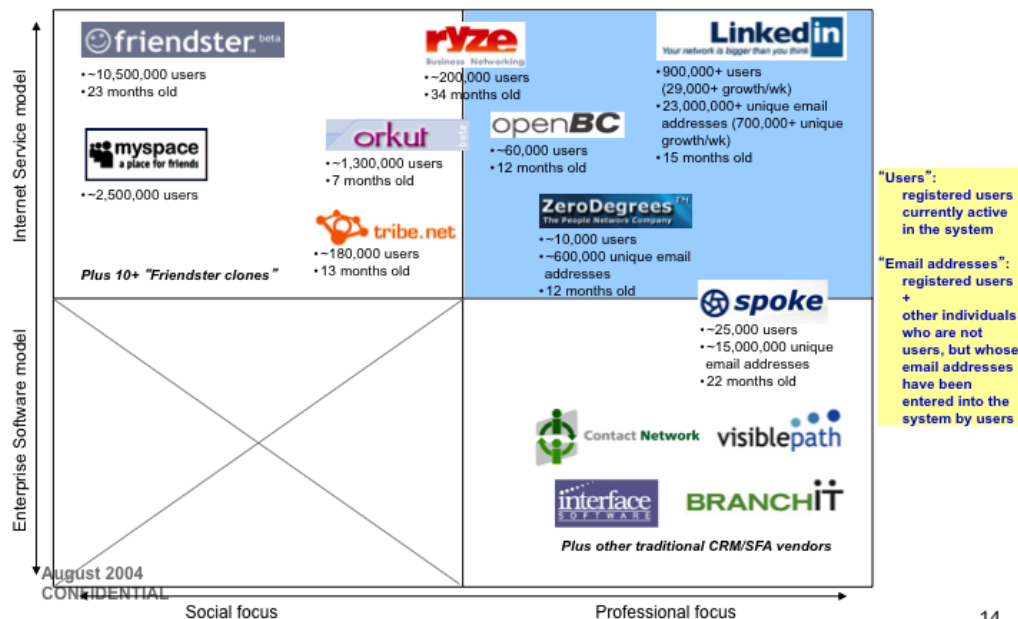 friendster. beta
•~10,500,000 users
•23 months old
ryze
Business Networking
•~200,000 users
•34 months old
Linked in
Your network is bigger than you think
•900,000+ users
(29,000+ growth/wk)
•23,000,000+ unique email
addresses (700,000+ unique
growth/wk)
•15 months old
myspace
a place for friends
•~2,500,000 users
orkut
beta
•~1,300,000 users
•7 months old
openBC
•~60,000 users
•12 months old
tribe.net
•~180,000 users
•13 months old
Plus 10+ “Friendster clones”
ZeroDegrees™
The People Network Company
•~10,000 users
•~600,000 unique email
addresses
•12 months old
spoke
•~25,000 users
•~15,000,000 unique
email addresses
•22 months old
Contact Network
visiblepath
interface
SOFTWARE
BRANCHIT
Plus other traditional CRM/SFA vendors
Internet Service model
Enterprise Software model
“Users”:
registered users
currently active
in the system
“Email addresses”:
registered users
+
other individuals
who are not
users, but whose
email addresses
have been
entered into the
system by users
August 2004
CONFIDENTIAL
Social focus
Professional focus
14